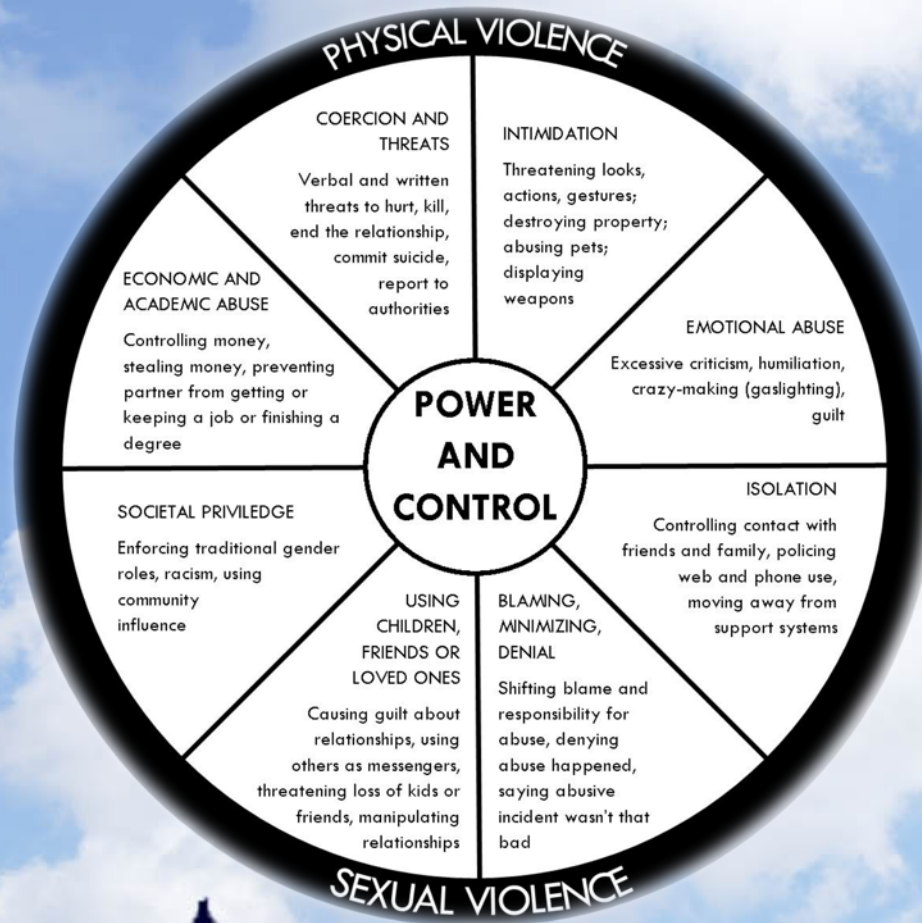 PHYSICAL VIOLENCE
COERCION AND
THREATS
Verbal and written
threats to hurt, kill,
end the relationship,
commit suicide,
report to
authorities
INTIMIDATION
Threatening looks,
actions, gestures;
destroying property;
abusing pets;
displaying
weapons
ECONOMIC AND
ACADEMIC ABUSE
Controlling money,
stealing money, preventing
partner from getting or
keeping a job or finishing a
degree
EMOTIONAL ABUSE
Excessive criticism, humiliation,
crazy-making (gaslighting),
guilt
POWER
AND
CONTROL
SOCIETAL PRIVILEDGE
Enforcing traditional gender
roles, racism, using
community
influence
ISOLATION
Controlling contact with
friends and family, policing
web and phone use,
moving away from
support systems
USING
CHILDREN,
FRIENDS OR
LOVED ONES
Causing guilt about
relationships, using
others as messengers,
threatening loss of kids or
friends, manipulating
relationships
BLAMING,
MINIMIZING,
DENIAL
Shifting blame and
responsibility for
abuse, denying
abuse happened,
saying abusive
incident wasn't that
bad
SEXUAL VIOLENCE